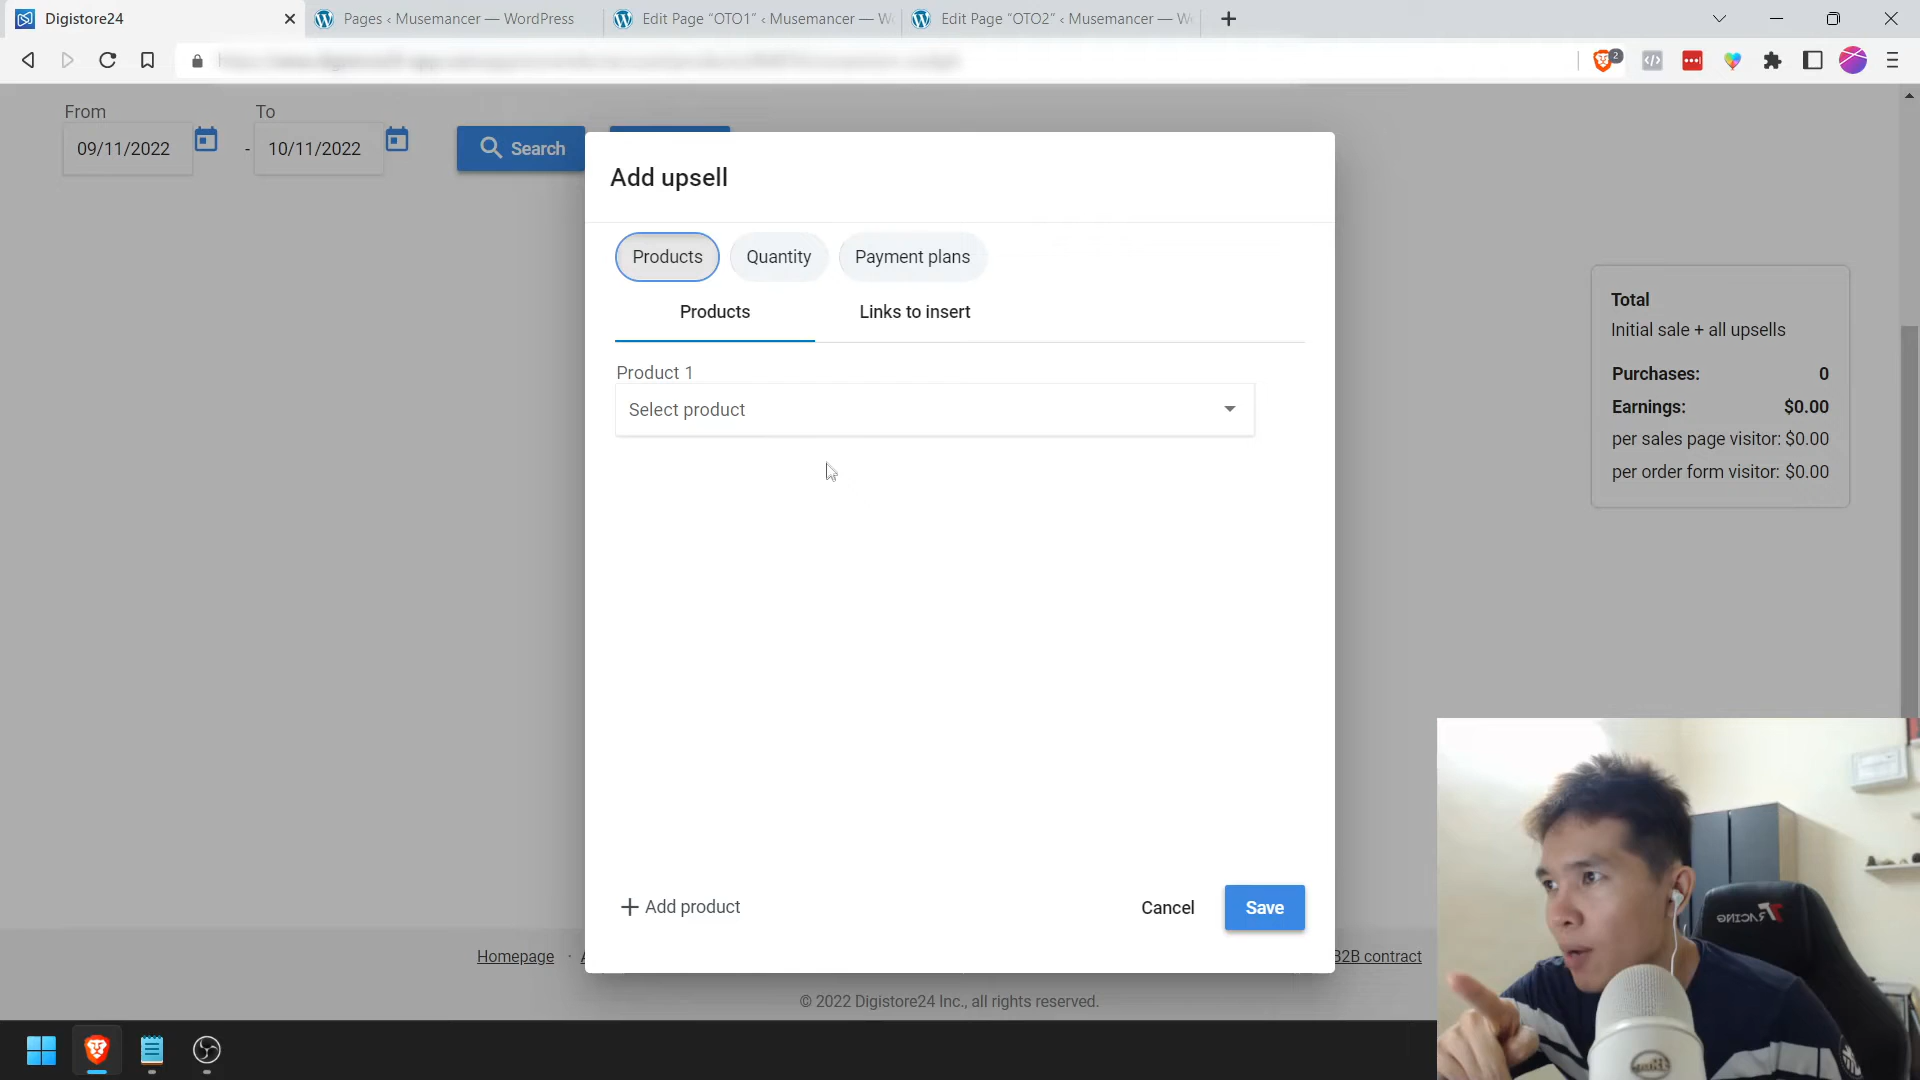 Digistore24
Pages ‹ Musemancer — WordPress
Edit Page “OTO1” ‹ Musemancer — W
Edit Page “OTO2” ‹ Musemancer — W
2
From
To
09/11/2022
-
10/11/2022
Search
Add upsell
Products
Quantity
Payment plans
Products
Links to insert
Product 1
Select product
Total
Initial sale + all upsells
Purchases: 0
Earnings: $0.00
per sales page visitor: $0.00
per order form visitor: $0.00
+ Add product
Cancel
Save
Homepage ·
B2B contract
© 2022 Digistore24 Inc., all rights reserved.
TTRACING